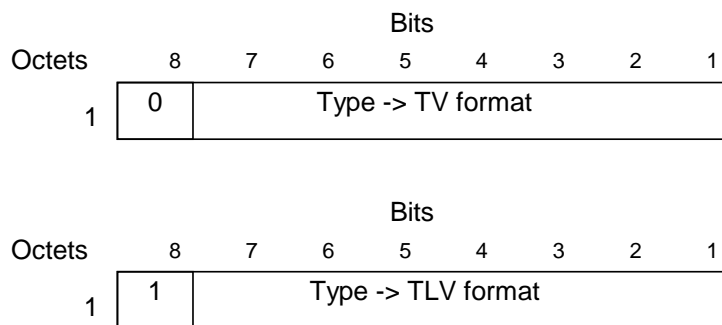 Bits
Octets 8 7 6 5 4 3 2 1
1 0 Type -> TV format
Bits
Octets 8 7 6 5 4 3 2 1
1 1 Type -> TLV format